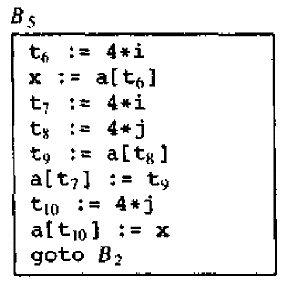 B₅
t₆ := 4*i
x := a[t₆]
t₇ := 4*i
t₈ := 4*j
t₉ := a[t₈]
a[t₇] := t₉
t₁₀ := 4*j
a[t₁₀] := x
goto B₂